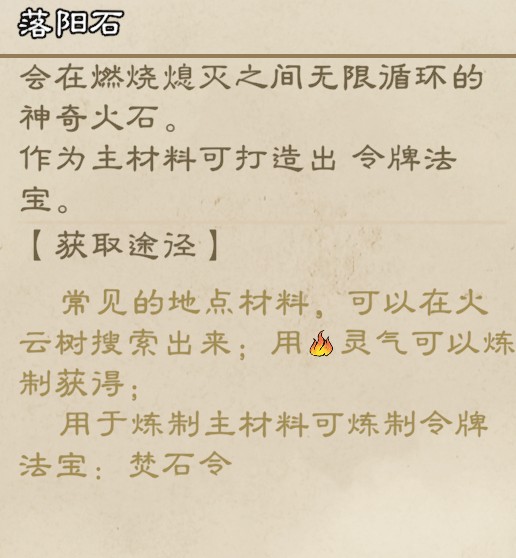 落阳石
会在燃烧熄灭之间无限循环的
神奇火石。
作为主材料可打造出 令牌法
宝。
【获取途径】
常见的地点材料，可以在火
云树搜索出来；用灵气可以炼
制获得；
用于炼制主材料可炼制令牌
法宝：焚石令